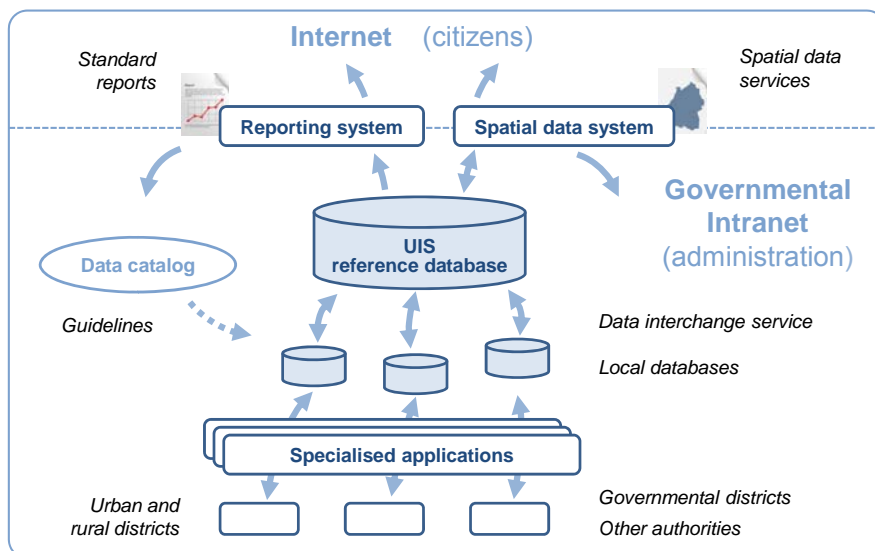 Internet (citizens)
Standard
reports
Spatial data
services
Reporting system
Spatial data system
Governmental
Intranet
(administration)
UIS
reference database
Data catalog
Guidelines
Data interchange service
Local databases
Specialised applications
Urban and
rural districts
Governmental districts
Other authorities